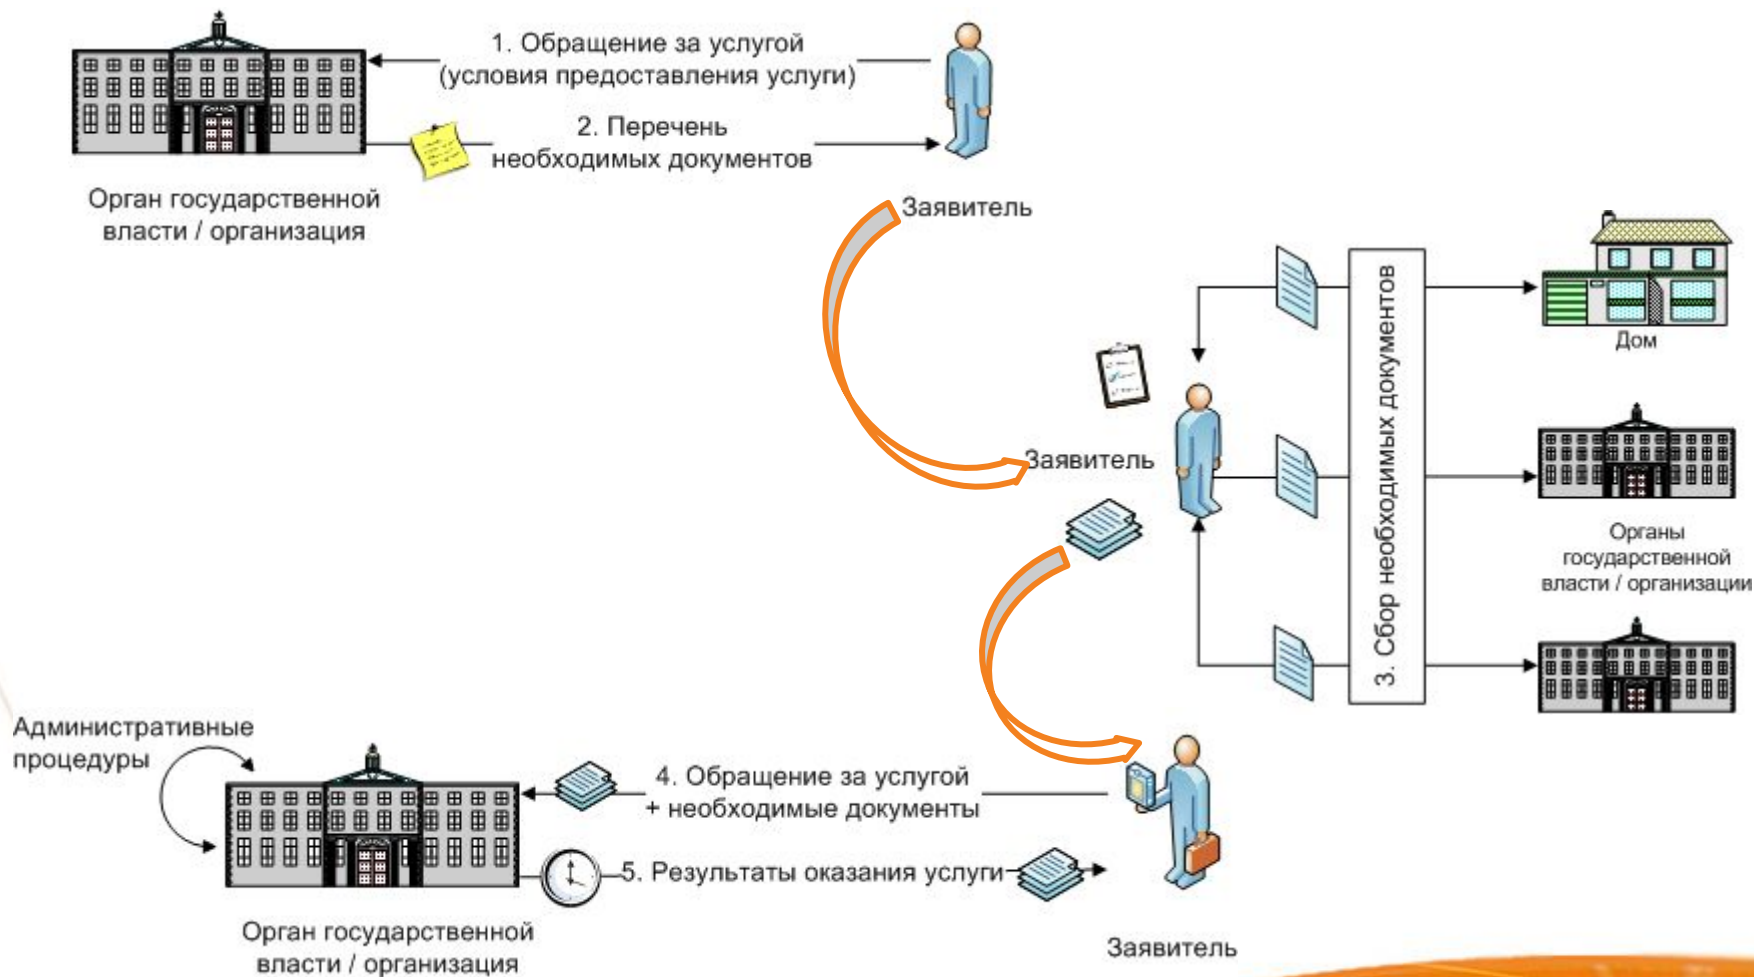 1. Обращение за услугой
(условия предоставления услуги)
2. Перечень
необходимых документов
Орган государственной
власти / организация
Заявитель
3. Сбор необходимых документов
Дом
Заявитель
Органы
государственной
власти / организации
Административные
процедуры
4. Обращение за услугой
+ необходимые документы
5. Результаты оказания услуги
Орган государственной
власти / организация
Заявитель